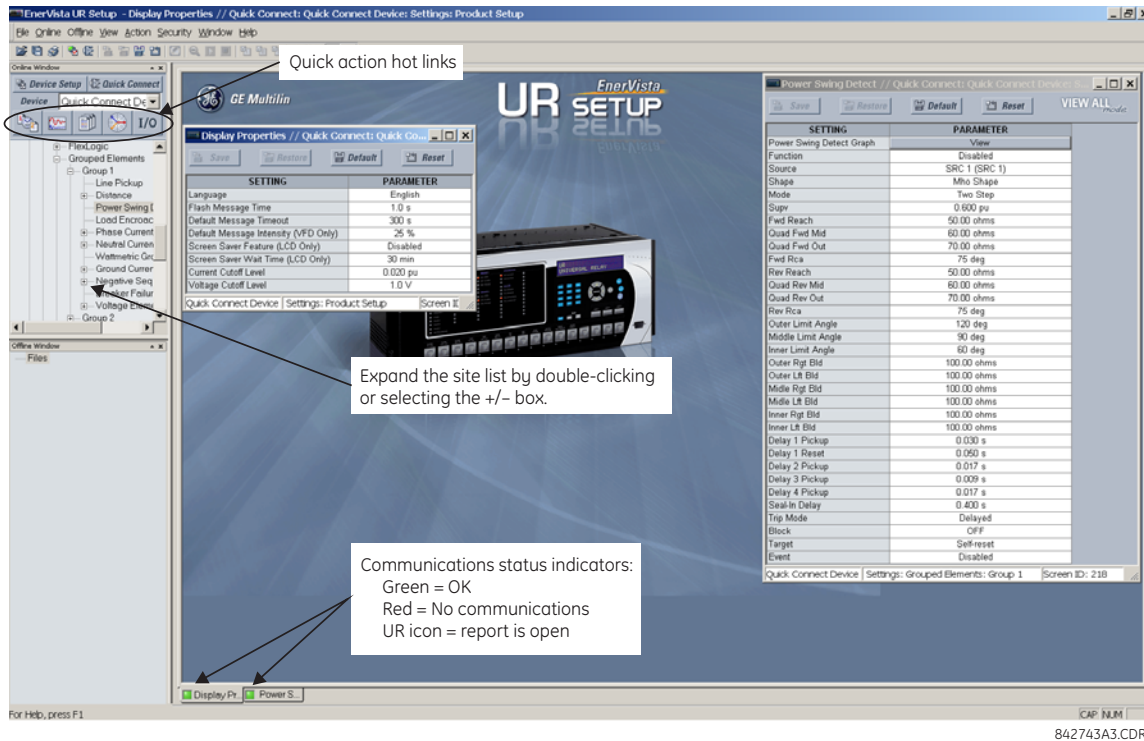 EnerVista UR Setup - Display Properties // Quick Connect: Quick Connect Device: Settings: Product Setup
File Online Offline View Action Security Window Help
Quick action hot links
Online Window
Device Setup Quick Connect
Device Quick Connect De
I/O
FlexLogic
Grouped Elements
Group 1
Line Pickup
Distance
Power Swing D
Load Encroac
Phase Current
Neutral Curren
Wattmetric Gro
Ground Currer
Negative Seq
Breaker Failur
Voltage Eleme
Group 2
Offline Window
Files
GE Multilin
EnerVista
UR SETUP
Display Properties // Quick Connect: Quick Co...
Save Restore Default Reset
SETTING PARAMETER
Language English
Flash Message Time 1.0 s
Default Message Timeout 300 s
Default Message Intensity (VFD Only) 25 %
Screen Saver Feature (LCD Only) Disabled
Screen Saver Wait Time (LCD Only) 30 min
Current Cutoff Level 0.020 pu
Voltage Cutoff Level 1.0 V
Quick Connect Device Settings: Product Setup Screen ID
UNIVERSAL RELAY
Expand the site list by double-clicking
or selecting the +/– box.
Communications status indicators:
Green = OK
Red = No communications
UR icon = report is open
Power Swing Detect // Quick Connect: Quick Connect Device: S...
Save Restore Default Reset VIEW ALL mode
SETTING PARAMETER
Power Swing Detect Graph View
Function Disabled
Source SRC 1 (SRC 1)
Shape Mho Shape
Mode Two Step
Supv 0.600 pu
Fwd Reach 50.00 ohms
Quad Fwd Mid 60.00 ohms
Quad Fwd Out 70.00 ohms
Fwd Rca 75 deg
Rev Reach 50.00 ohms
Quad Rev Mid 60.00 ohms
Quad Rev Out 70.00 ohms
Rev Rca 75 deg
Outer Limit Angle 120 deg
Middle Limit Angle 90 deg
Inner Limit Angle 60 deg
Outer Rgt Bld 100.00 ohms
Outer Lft Bld 100.00 ohms
Midle Rgt Bld 100.00 ohms
Midle Lft Bld 100.00 ohms
Inner Rgt Bld 100.00 ohms
Inner Lft Bld 100.00 ohms
Delay 1 Pickup 0.030 s
Delay 1 Reset 0.050 s
Delay 2 Pickup 0.017 s
Delay 3 Pickup 0.009 s
Delay 4 Pickup 0.017 s
Seal-In Delay 0.400 s
Trip Mode Delayed
Block OFF
Target Self-reset
Event Disabled
Quick Connect Device Settings: Grouped Elements: Group 1 Screen ID: 218
Display Pr... Power S...
For Help, press F1
CAP NUM
842743A3.CDR